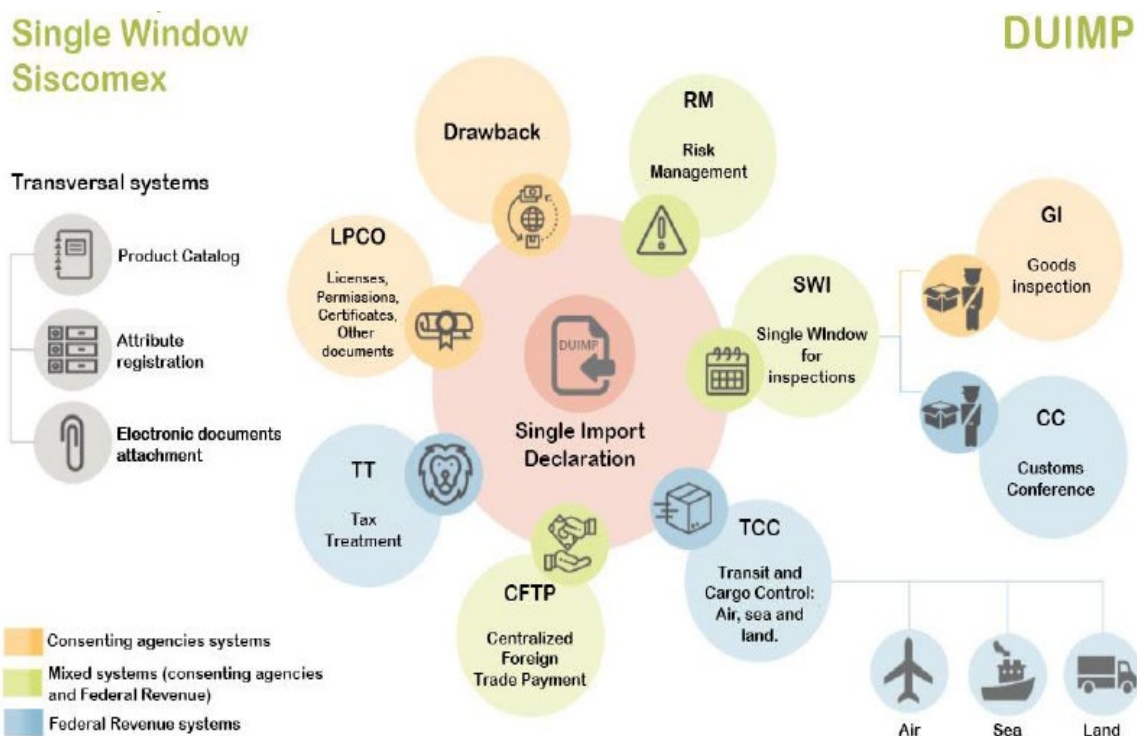 Single Window
Siscomex
DUIMP
Transversal systems
Product Catalog
Attribute
registration
Electronic documents
attachment
Drawback
RM
Risk
Management
LPCO
Licenses,
Permissions,
Certificates,
Other
documents
SWI
Single WIndow
for
inspections
GI
Goods
inspection
CC
Customs
Conference
DUIMP
Single Import
Declaration
TT
Tax
Treatment
CFTP
Centralized
Foreign
Trade Payment
TCC
Transit and
Cargo Control:
Air, sea and
land.
Air
Sea
Land
Consenting agencies systems
Mixed systems (consenting agencies
and Federal Revenue)
Federal Revenue systems